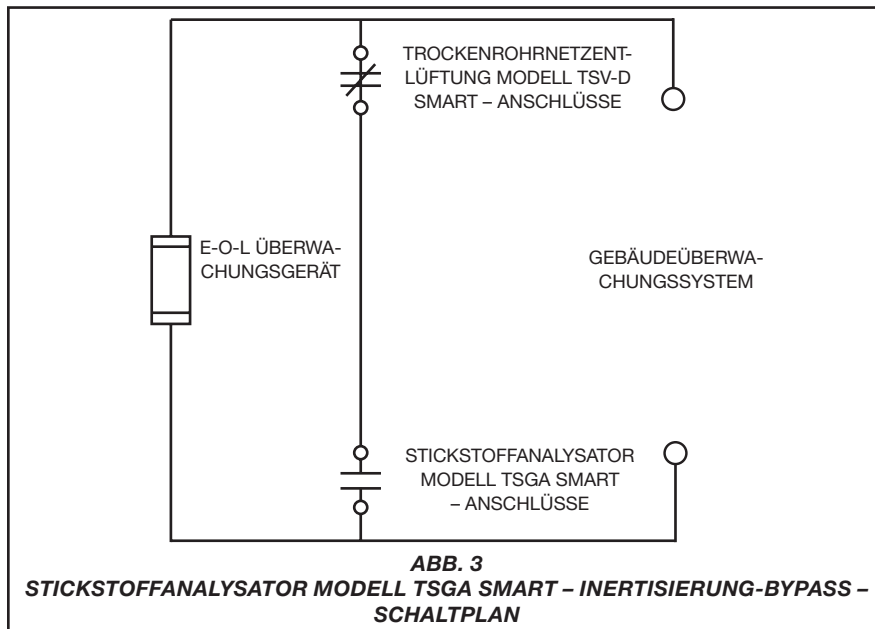 TROCKENROHRNETZENT-
LÜFTUNG MODELL TSV-D
SMART – ANSCHLÜSSE
E-O-L ÜBERWA-
CHUNGSGERÄT
GEBÄUDEÜBERWA-
CHUNGSSYSTEM
STICKSTOFFANALYSATOR
MODELL TSGA SMART
– ANSCHLÜSSE
ABB. 3
STICKSTOFFANALYSATOR MODELL TSGA SMART – INERTISIERUNG-BYPASS –
SCHALTPLAN